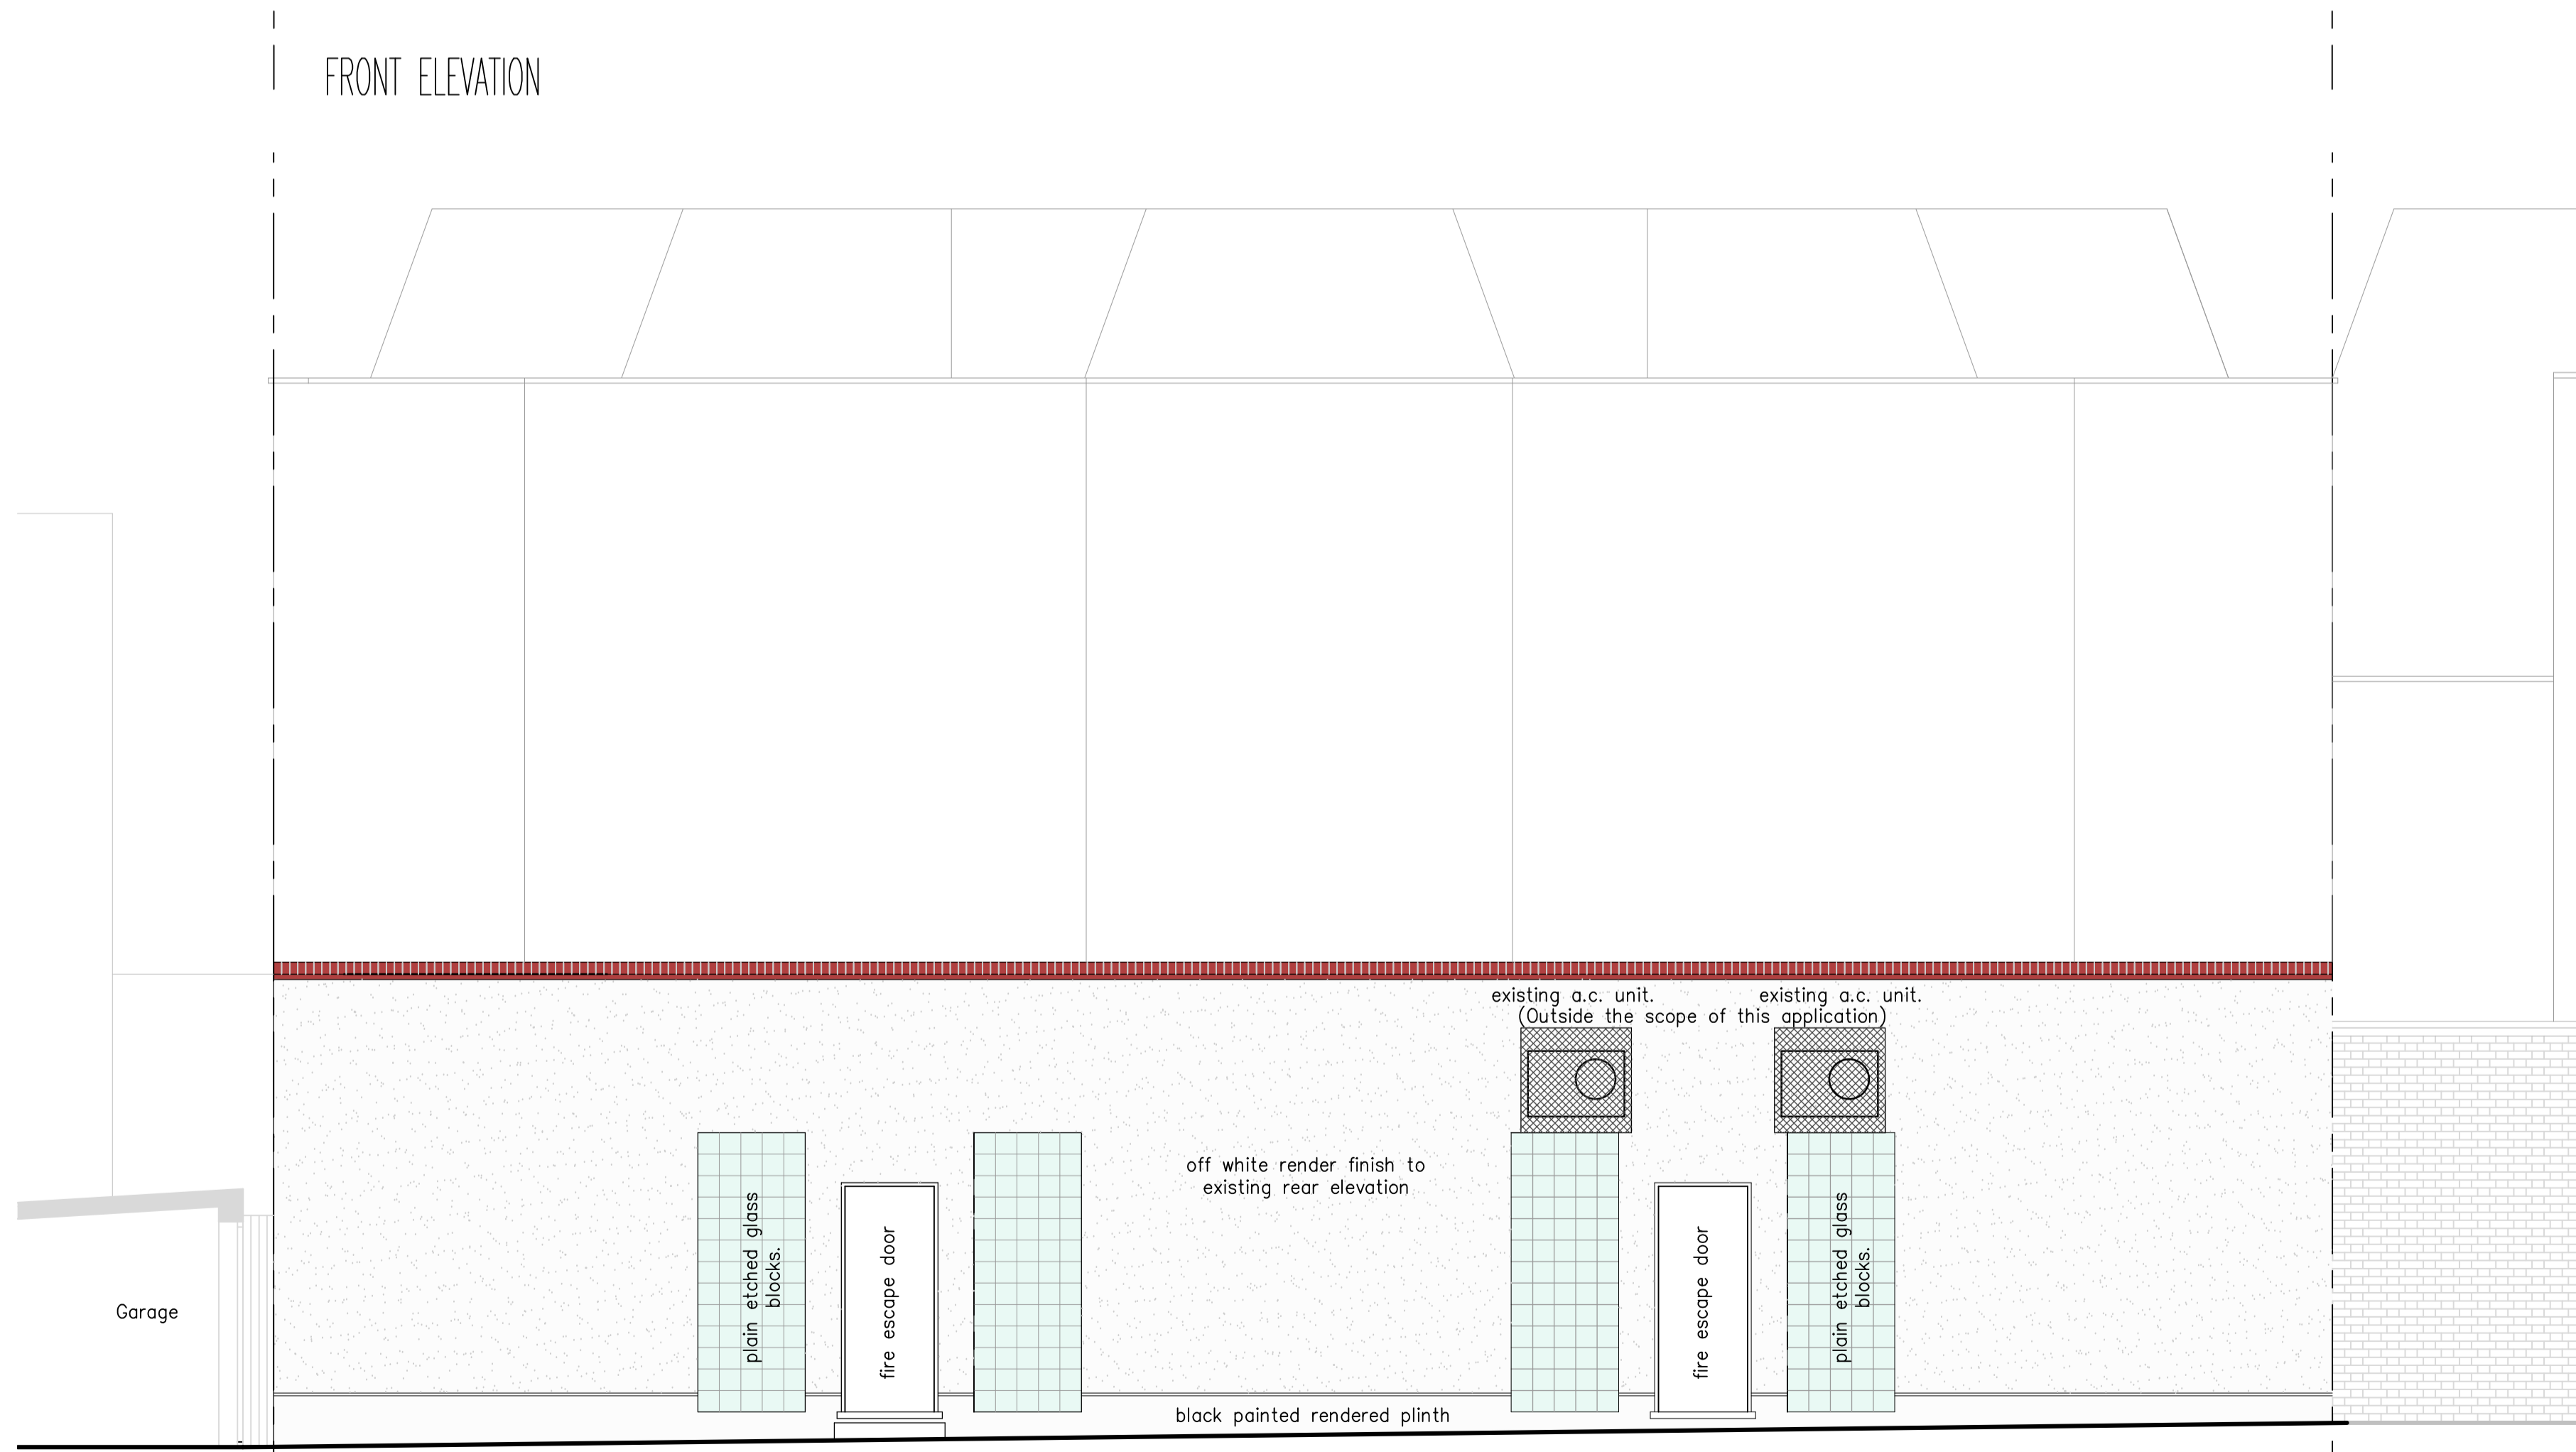 FRONT ELEVATION
existing a.c. unit.
existing a.c. unit.
(Outside the scope of this application)
off white render finish to
existing rear elevation
plain etched glass
blocks.
fire escape door
fire escape door
plain etched glass
blocks.
Garage
black painted rendered plinth